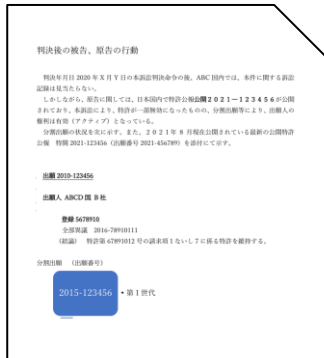 判決後の被告、原告の行動
判決年月日 2020 年 X 月 Y 日の本訴訟判決命令の後、ABC 国内では、本件に関する訴訟
記録は見当たらない。
しかしながら、原告に関しては、日本国内で特許公報公開２０２１－１２３４５６が公開
されており、本訴訟により、特許が一部無効になったものの、分割出願等により、出願人の
権利は有効（アクティブ）となっている。
分割出願の状況を次に示す。また、２０２１年 8 月現在公開されている最新の公開特許
公報　特開 2021-123456（出願番号 2021-456789）を添付にて示す。
出願 2010-123456
出願人 ABCD 国 B 社
登録 5678910
全部異議　2016-78910111
（結論）　特許第 67891012 号の請求項 1 ないし 7 に係る特許を維持する。
分割出願　（出願番号）
2015-123456 ・第 1 世代